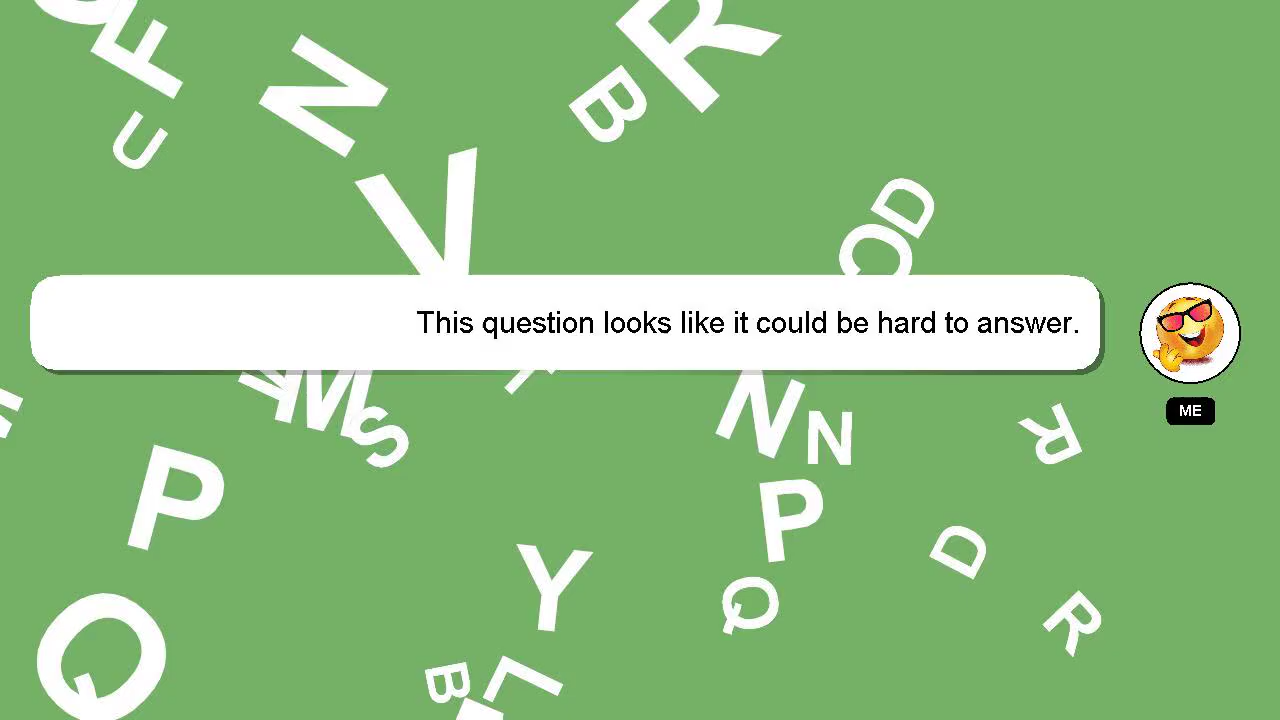 F
N
U
B
R
V
D
O
This question looks like it could be hard to answer.
ME
M
S
N
N
R
P
P
D
Y
Q
Q
R
B
L